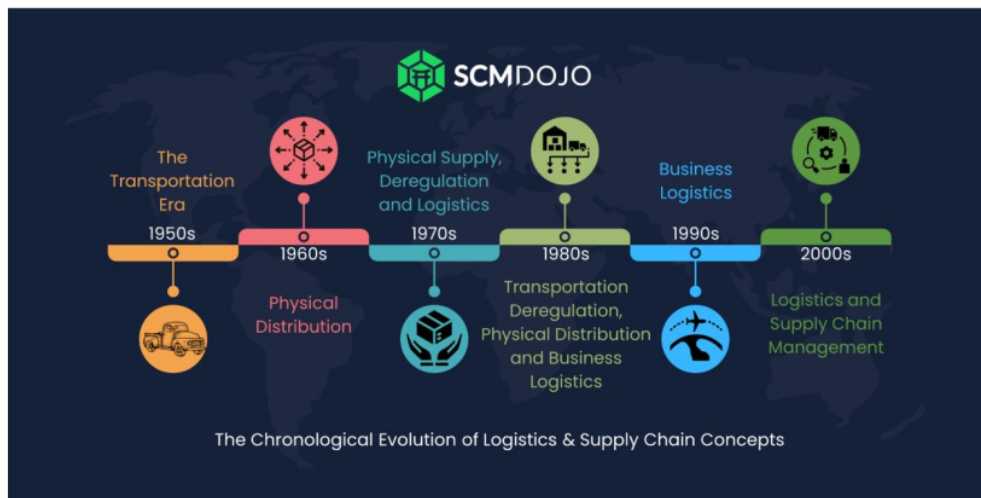 SCMDOJO
The
Transportation
Era
1950s
1960s
Physical
Distribution
Physical Supply,
Deregulation
and Logistics
1970s
1980s
Transportation
Deregulation,
Physical Distribution
and Business
Logistics
Business
Logistics
1990s
2000s
Logistics and
Supply Chain
Management
The Chronological Evolution of Logistics & Supply Chain Concepts